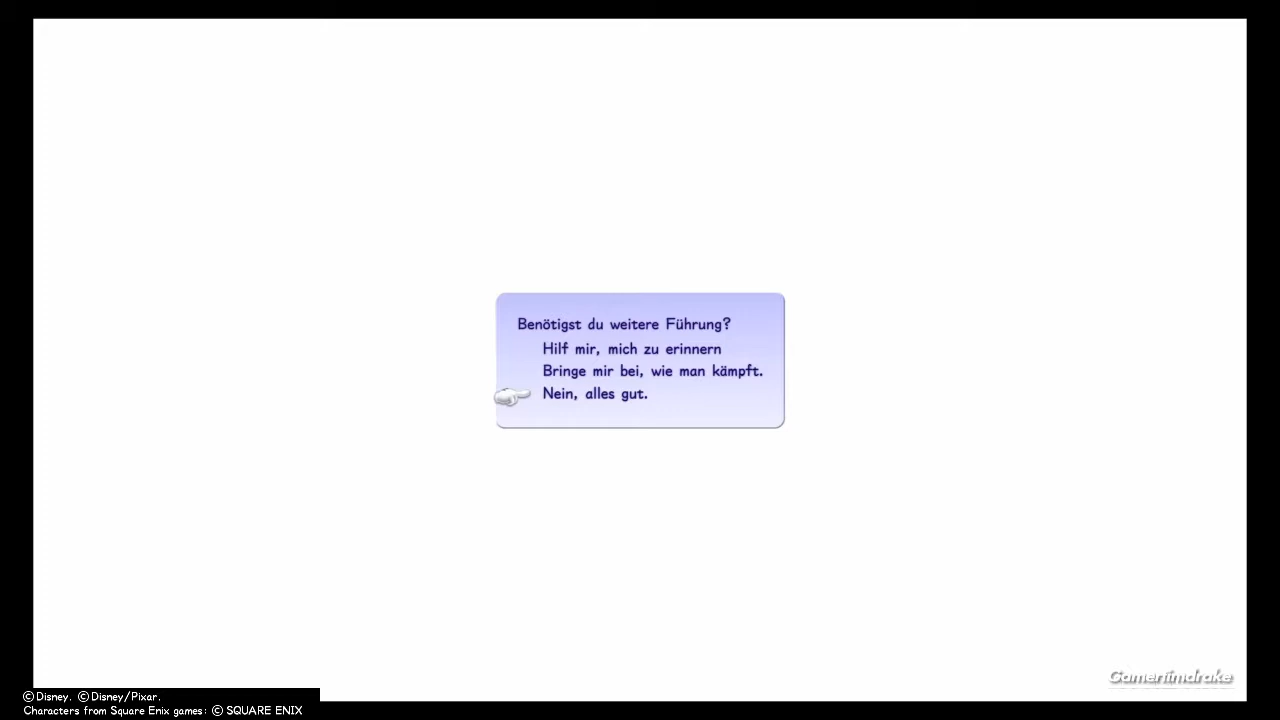 Benötigst du weitere Führung?
Hilf mir, mich zu erinnern
Bringe mir bei, wie man kämpft.
Nein, alles gut.
Gamertimdrake
©Disney. ©Disney/Pixar.
Characters from Square Enix games: © SQUARE ENIX